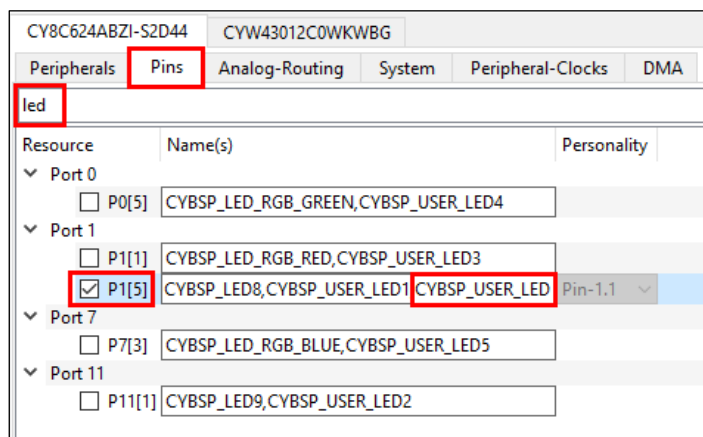 CY8C624ABZI-S2D44 CYW43012C0WKWBG
Peripherals Pins Analog-Routing System Peripheral-Clocks DMA
led
Resource Name(s) Personality
Port 0
P0[5] CYBSP_LED_RGB_GREEN,CYBSP_USER_LED4
Port 1
P1[1] CYBSP_LED_RGB_RED,CYBSP_USER_LED3
P1[5] CYBSP_LED8,CYBSP_USER_LED1,CYBSP_USER_LED Pin-1.1
Port 7
P7[3] CYBSP_LED_RGB_BLUE,CYBSP_USER_LED5
Port 11
P11[1] CYBSP_LED9,CYBSP_USER_LED2